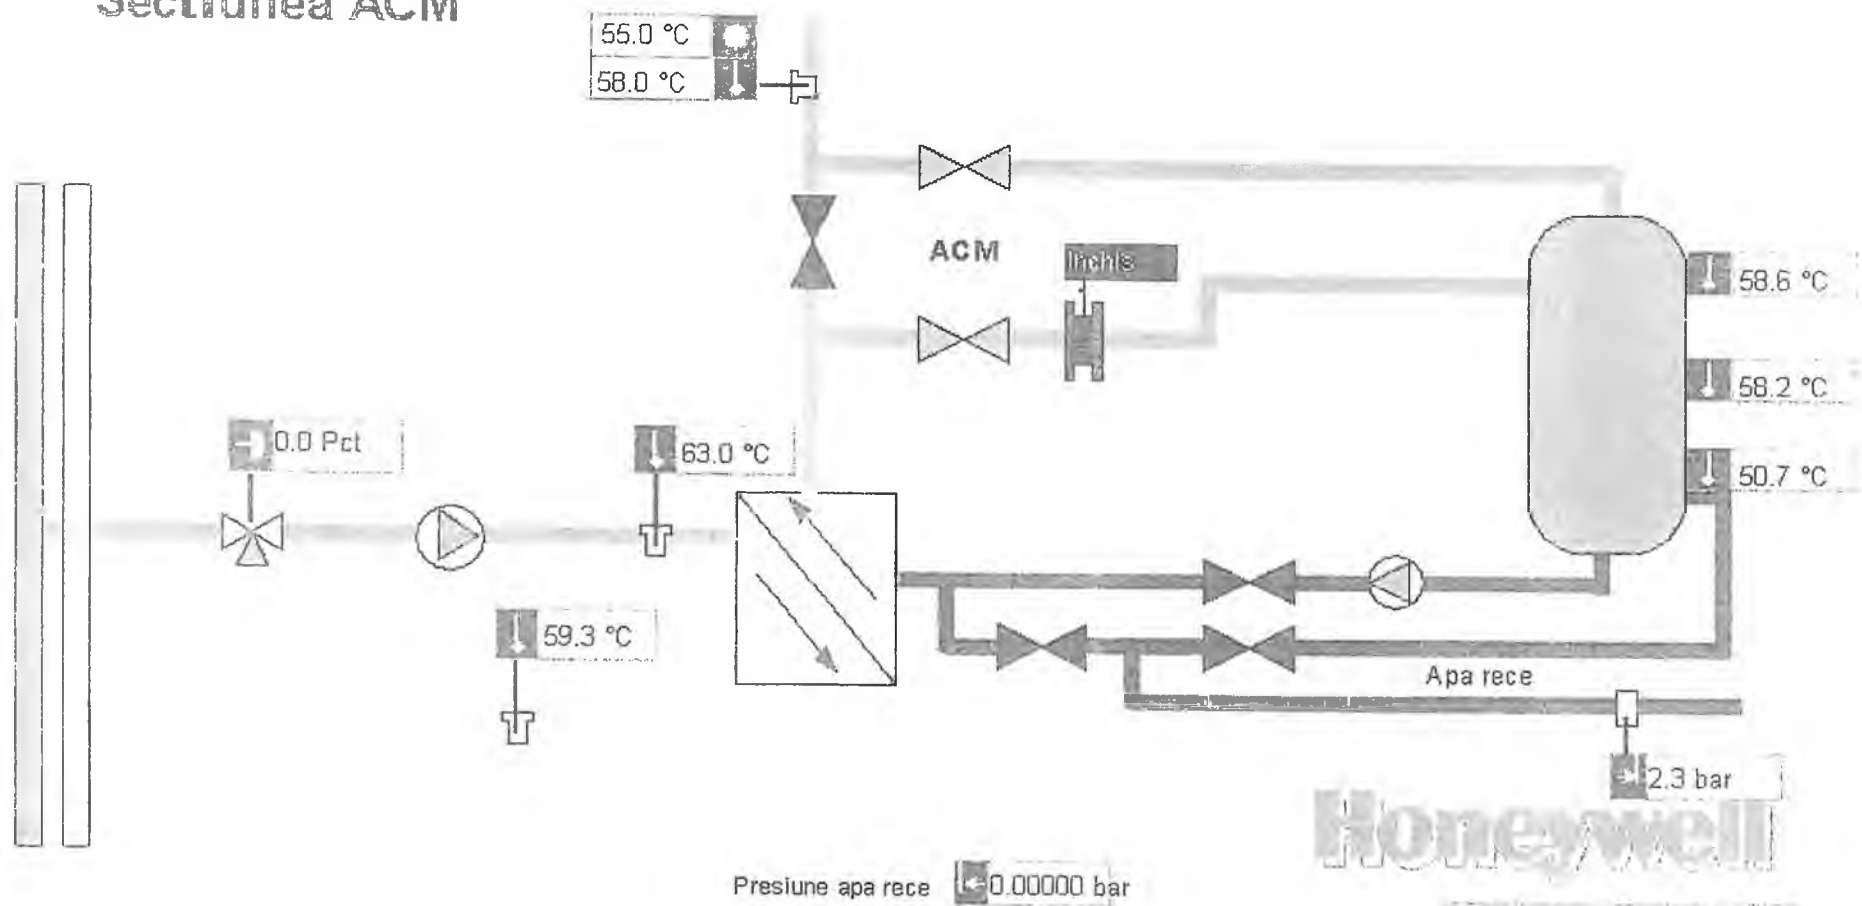 Sectiunea ACM
55.0 °C
58.0 °C
ACM
Inchis
58.6 °C
58.2 °C
0.0 Pct
63.0 °C
50.7 °C
59.3 °C
Apa rece
2.3 bar
Honeywell
Presiune apa rece 0.00000 bar